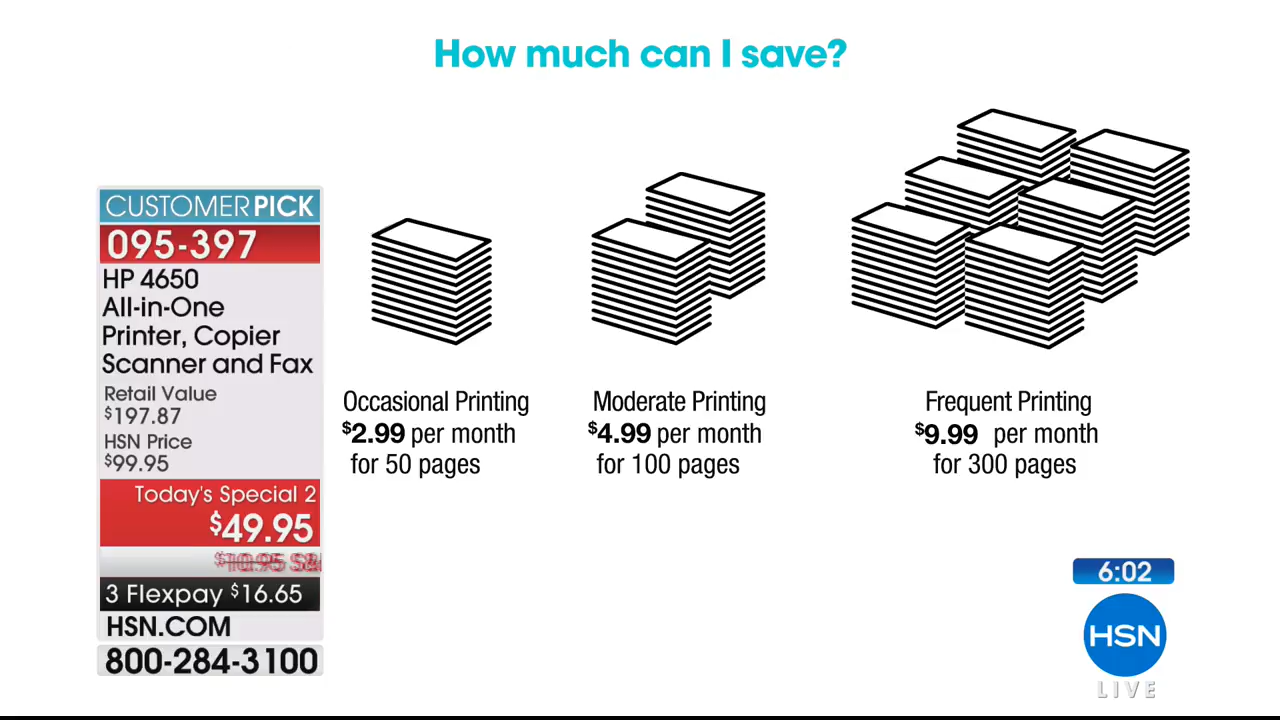 How much can I save?
CUSTOMER PICK
095-397
HP 4650
All-in-One
Printer, Copier
Scanner and Fax
Retail Value
$197.87
HSN Price
$99.95
Today's Special 2
$49.95
$10.95 S&
3 Flexpay $16.65
HSN.COM
800-284-3100
Occasional Printing
$2.99 per month
for 50 pages
Moderate Printing
$4.99 per month
for 100 pages
Frequent Printing
$9.99 per month
for 300 pages
6:02
HSN
LIVE